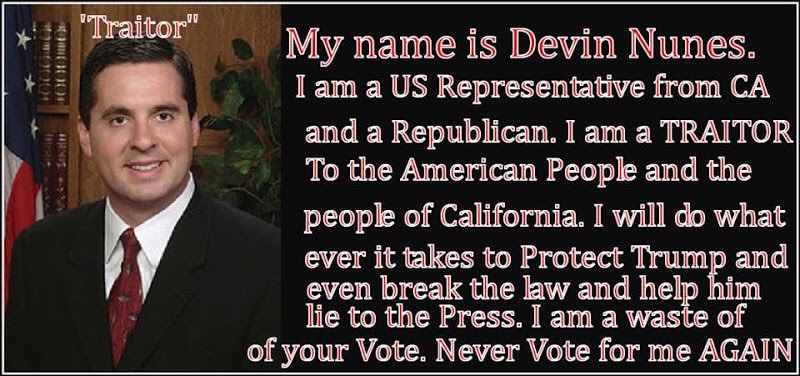 'Traitor"
My name is Devin Nunes.
I am a US Representative from CA
and a Republican. I am a TRAITOR
To the American People and the
people of California. I will do what
ever it takes to Protect Trump and
even break the law and help him
lie to the Press. I am a waste of
of your Vote. Never Vote for me AGAIN